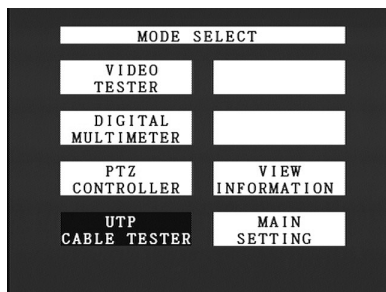 MODE SELECT
VIDEO
TESTER
DIGITAL
MULTIMETER
PTZ
CONTROLLER
VIEW
INFORMATION
UTP
CABLE TESTER
MAIN
SETTING